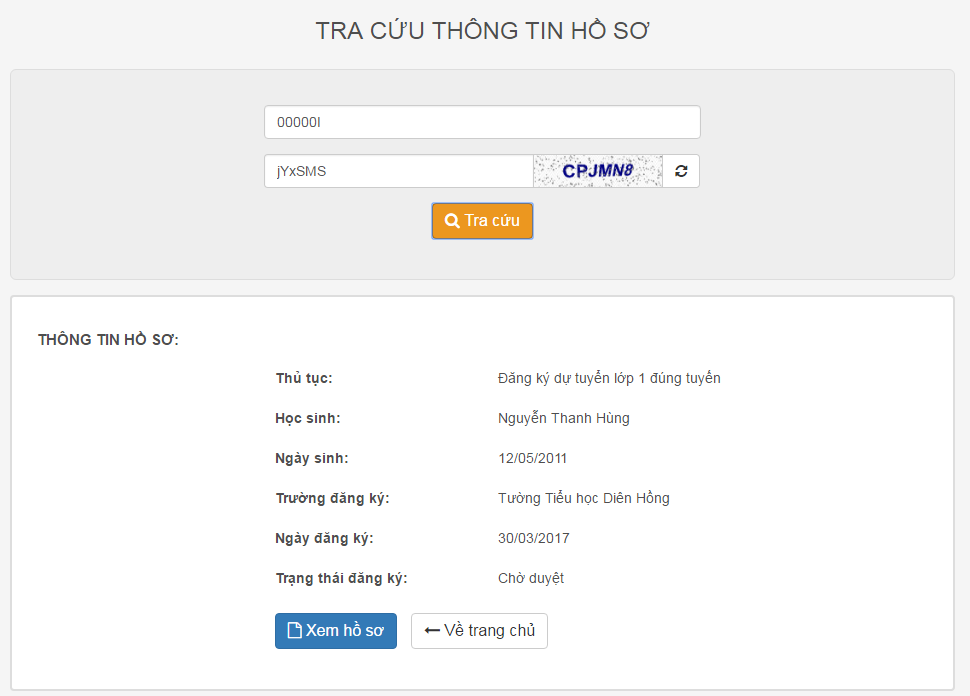 TRA CỨU THÔNG TIN HỒ SƠ
00000I
jYxSMS CPJMN8
Tra cứu
THÔNG TIN HỒ SƠ:
Thủ tục: Đăng ký dự tuyển lớp 1 đúng tuyến
Học sinh: Nguyễn Thanh Hùng
Ngày sinh: 12/05/2011
Trường đăng ký: Tường Tiểu học Diên Hồng
Ngày đăng ký: 30/03/2017
Trạng thái đăng ký: Chờ duyệt
Xem hồ sơ Về trang chủ